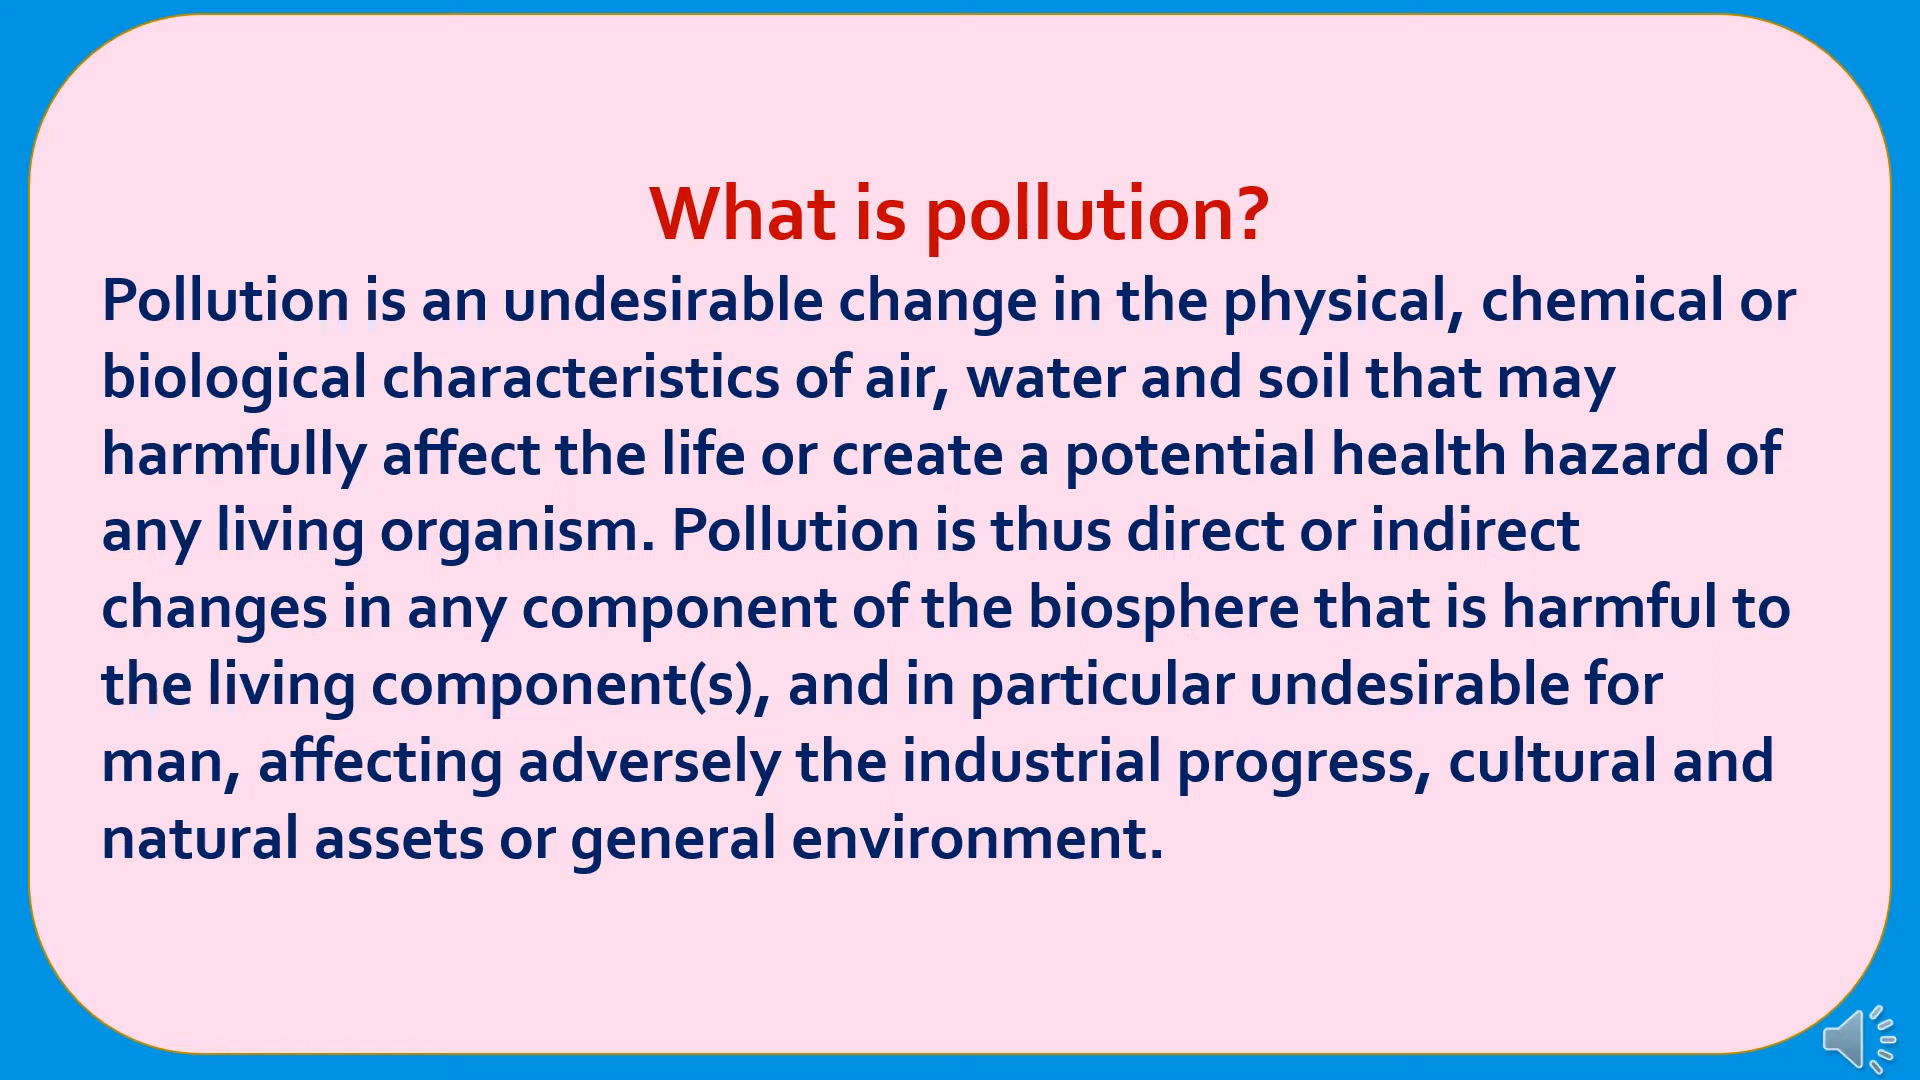 What is pollution?
Pollution is an undesirable change in the physical, chemical or
biological characteristics of air, water and soil that may
harmfully affect the life or create a potential health hazard of
any living organism. Pollution is thus direct or indirect
changes in any component of the biosphere that is harmful to
the living component(s), and in particular undesirable for
man, affecting adversely the industrial progress, cultural and
natural assets or general environment.